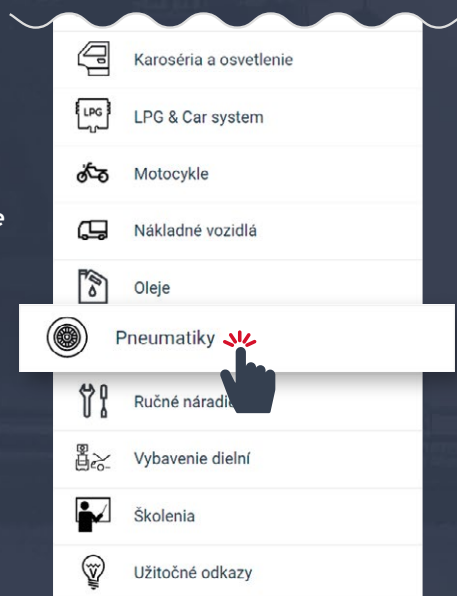 Karoséria a osvetlenie
LPG LPG & Car system
Motocykle
e
Nákladné vozidlá
Oleje
Pneumatiky
Ručné náradie
Vybavenie dielní
Školenia
Užitočné odkazy